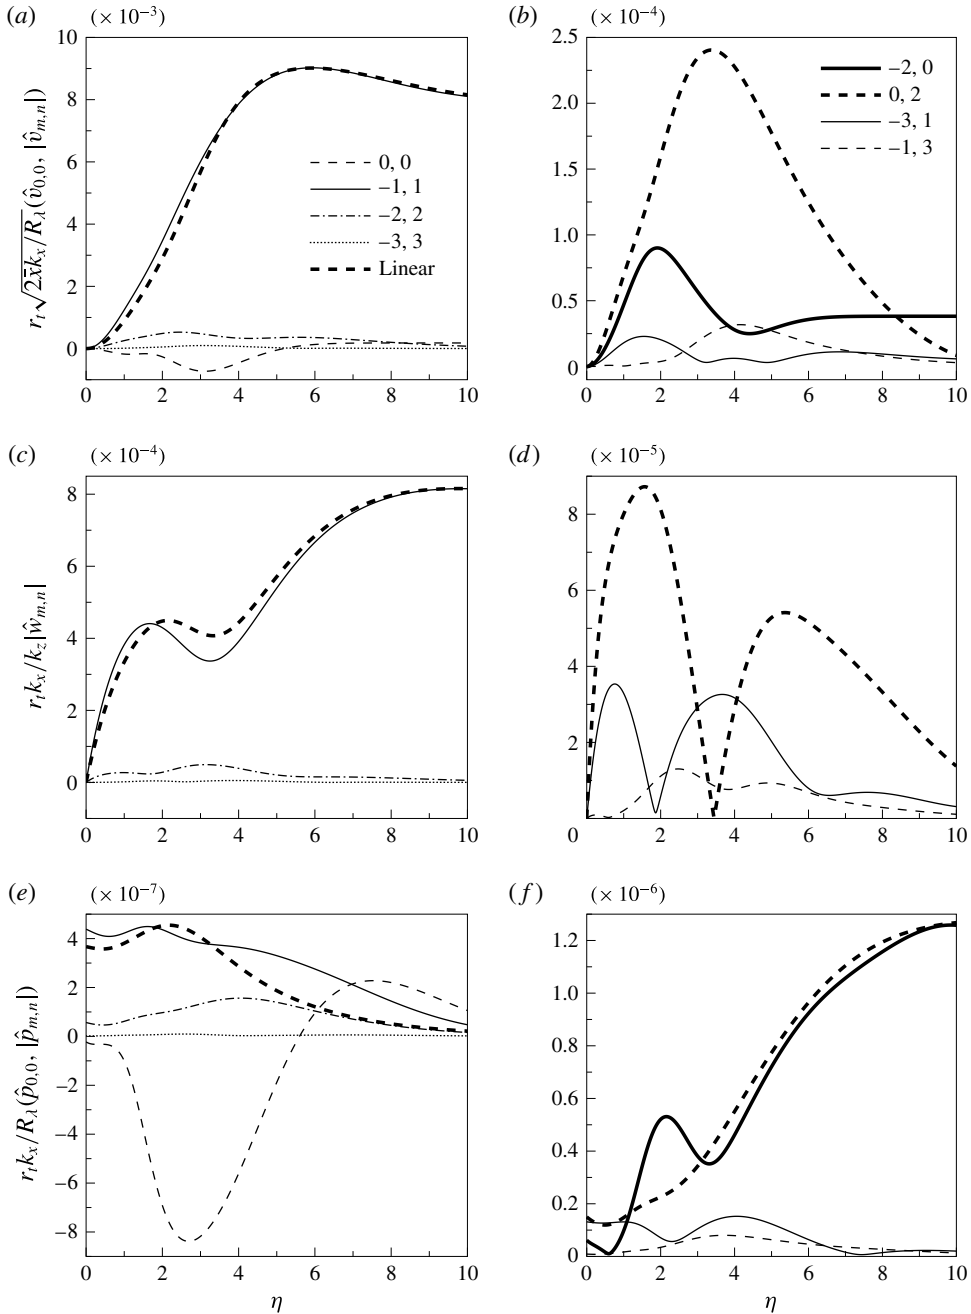 (a)
(× 10⁻³)
10
8
6
4
2
0
0 2 4 6 8 10
r_t√2x̄k_x/R_λ(v̂_{0,0}, |v̂_{m,n}|)
0, 0
−1, 1
−2, 2
−3, 3
Linear
(b)
(× 10⁻⁴)
2.5
2.0
1.5
1.0
0.5
0
0 2 4 6 8 10
−2, 0
0, 2
−3, 1
−1, 3
(c)
(× 10⁻⁴)
8
6
4
2
0
0 2 4 6 8 10
r_t k_x/k_z|ŵ_{m,n}|
(d)
(× 10⁻⁵)
8
6
4
2
0 2 4 6 8 10
(e)
(× 10⁻⁷)
4
2
0
−2
−4
−6
−8
0 2 4 6 8 10
r_t k_x/R_λ(p̂_{0,0}, |p̂_{m,n}|)
η
(f)
(× 10⁻⁶)
1.2
1.0
0.8
0.6
0.4
0.2
0
0 2 4 6 8 10
η